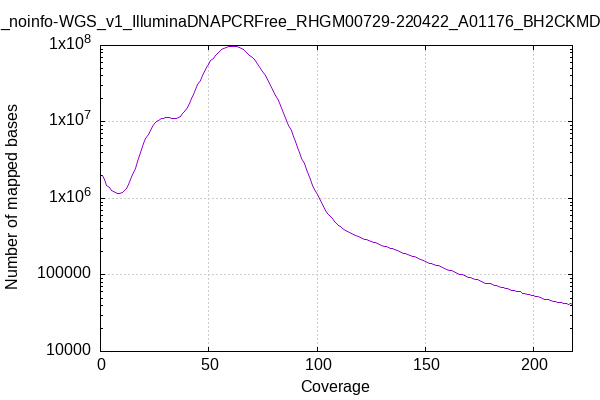 _noinfo-WGS_v1_IlluminaDNAPCRFree_RHGM00729-220422_A01176_BH2CKMD
1x10^8
1x10^7
1x10^6
100000
10000
Number of mapped bases
0 50 100 150 200
Coverage